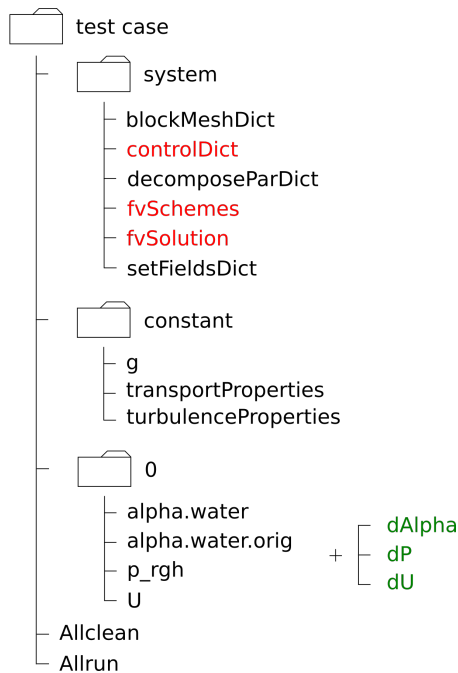 test case
system
blockMeshDict
controlDict
decomposeParDict
fvSchemes
fvSolution
setFieldsDict
constant
g
transportProperties
turbulenceProperties
0
alpha.water
alpha.water.orig
p_rgh
U
+
dAlpha
dP
dU
Allclean
Allrun